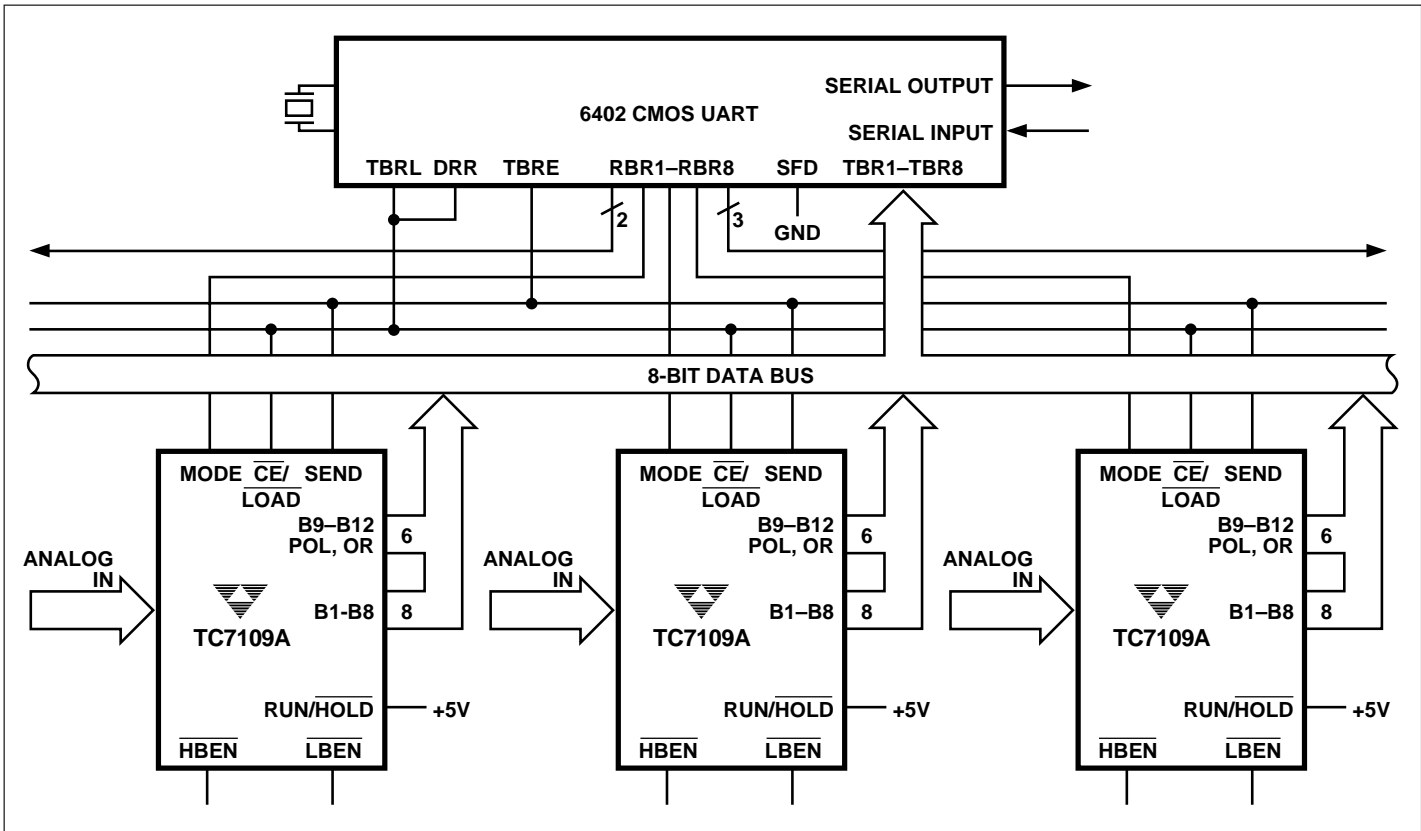 SERIAL OUTPUT
6402 CMOS UART
SERIAL INPUT
TBRL DRR TBRE RBR1–RBR8 SFD TBR1–TBR8
2
3
GND
8-BIT DATA BUS
MODE CE/ SEND
LOAD
B9–B12
POL, OR
6
ANALOG
IN
B1-B8
8
TC7109A
RUN/HOLD
+5V
HBEN LBEN
MODE CE/ SEND
LOAD
B9–B12
POL, OR
6
ANALOG
IN
B1–B8
8
TC7109A
RUN/HOLD
+5V
HBEN LBEN
MODE CE/ SEND
LOAD
B9–B12
POL, OR
6
ANALOG
IN
B1–B8
8
TC7109A
RUN/HOLD
+5V
HBEN LBEN